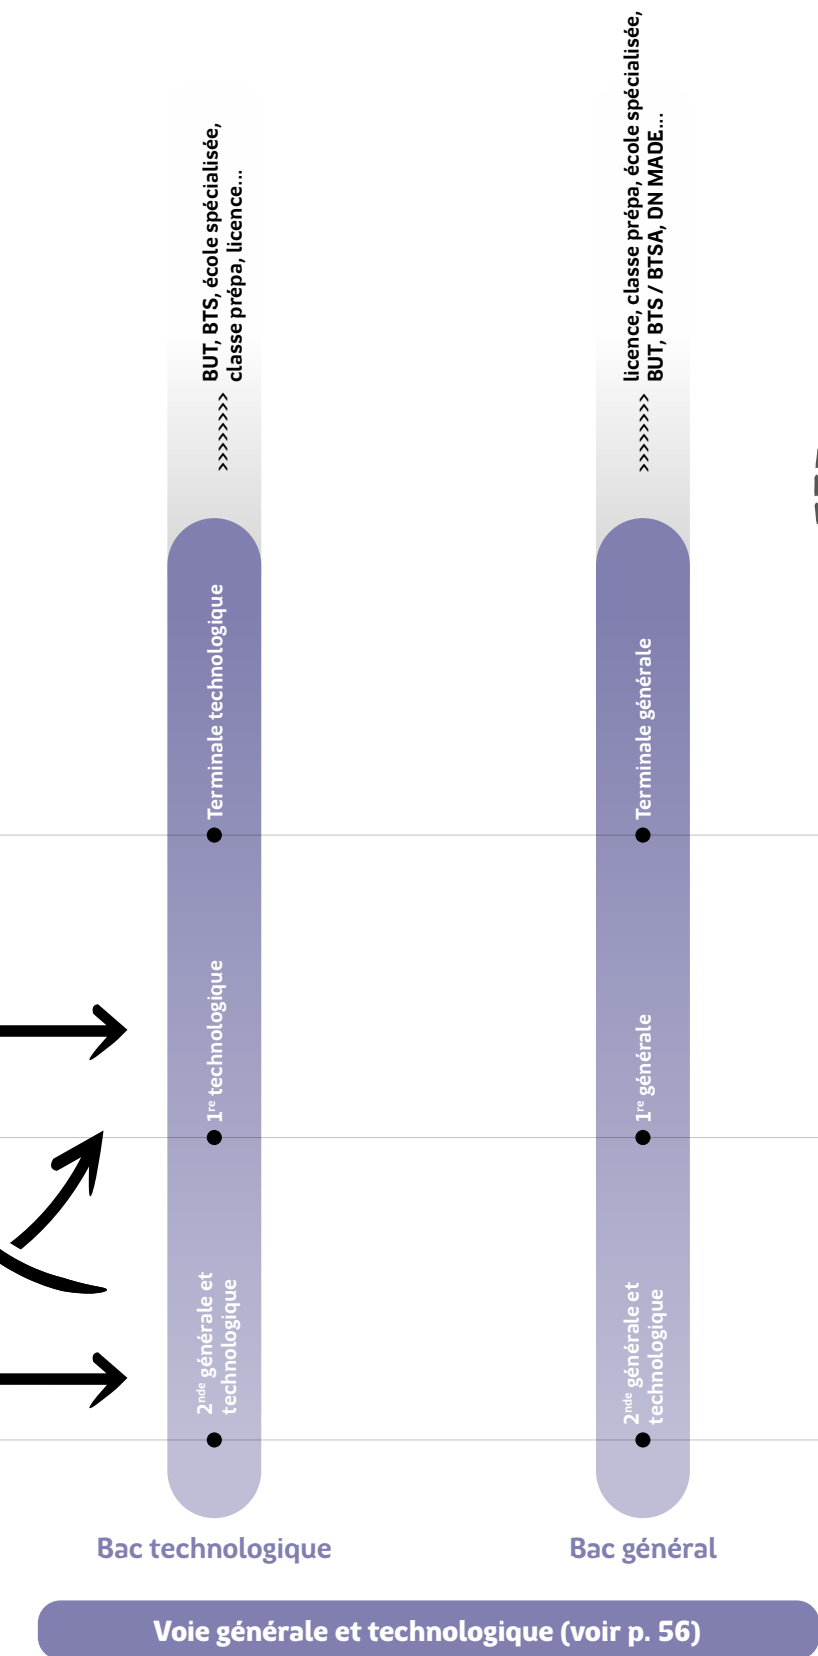 BUT, BTS, école spécialisée,
classe prépa, licence...
>>>>>>>>>
Terminale technologique
1re technologique
2nde générale et
technologique
Bac technologique
licence, classe prépa, école spécialisée,
BUT, BTS / BTSA, DN MADE...
>>>>>>>>>
Terminale générale
1re générale
2nde générale et
technologique
Bac général
Voie générale et technologique (voir p. 56)